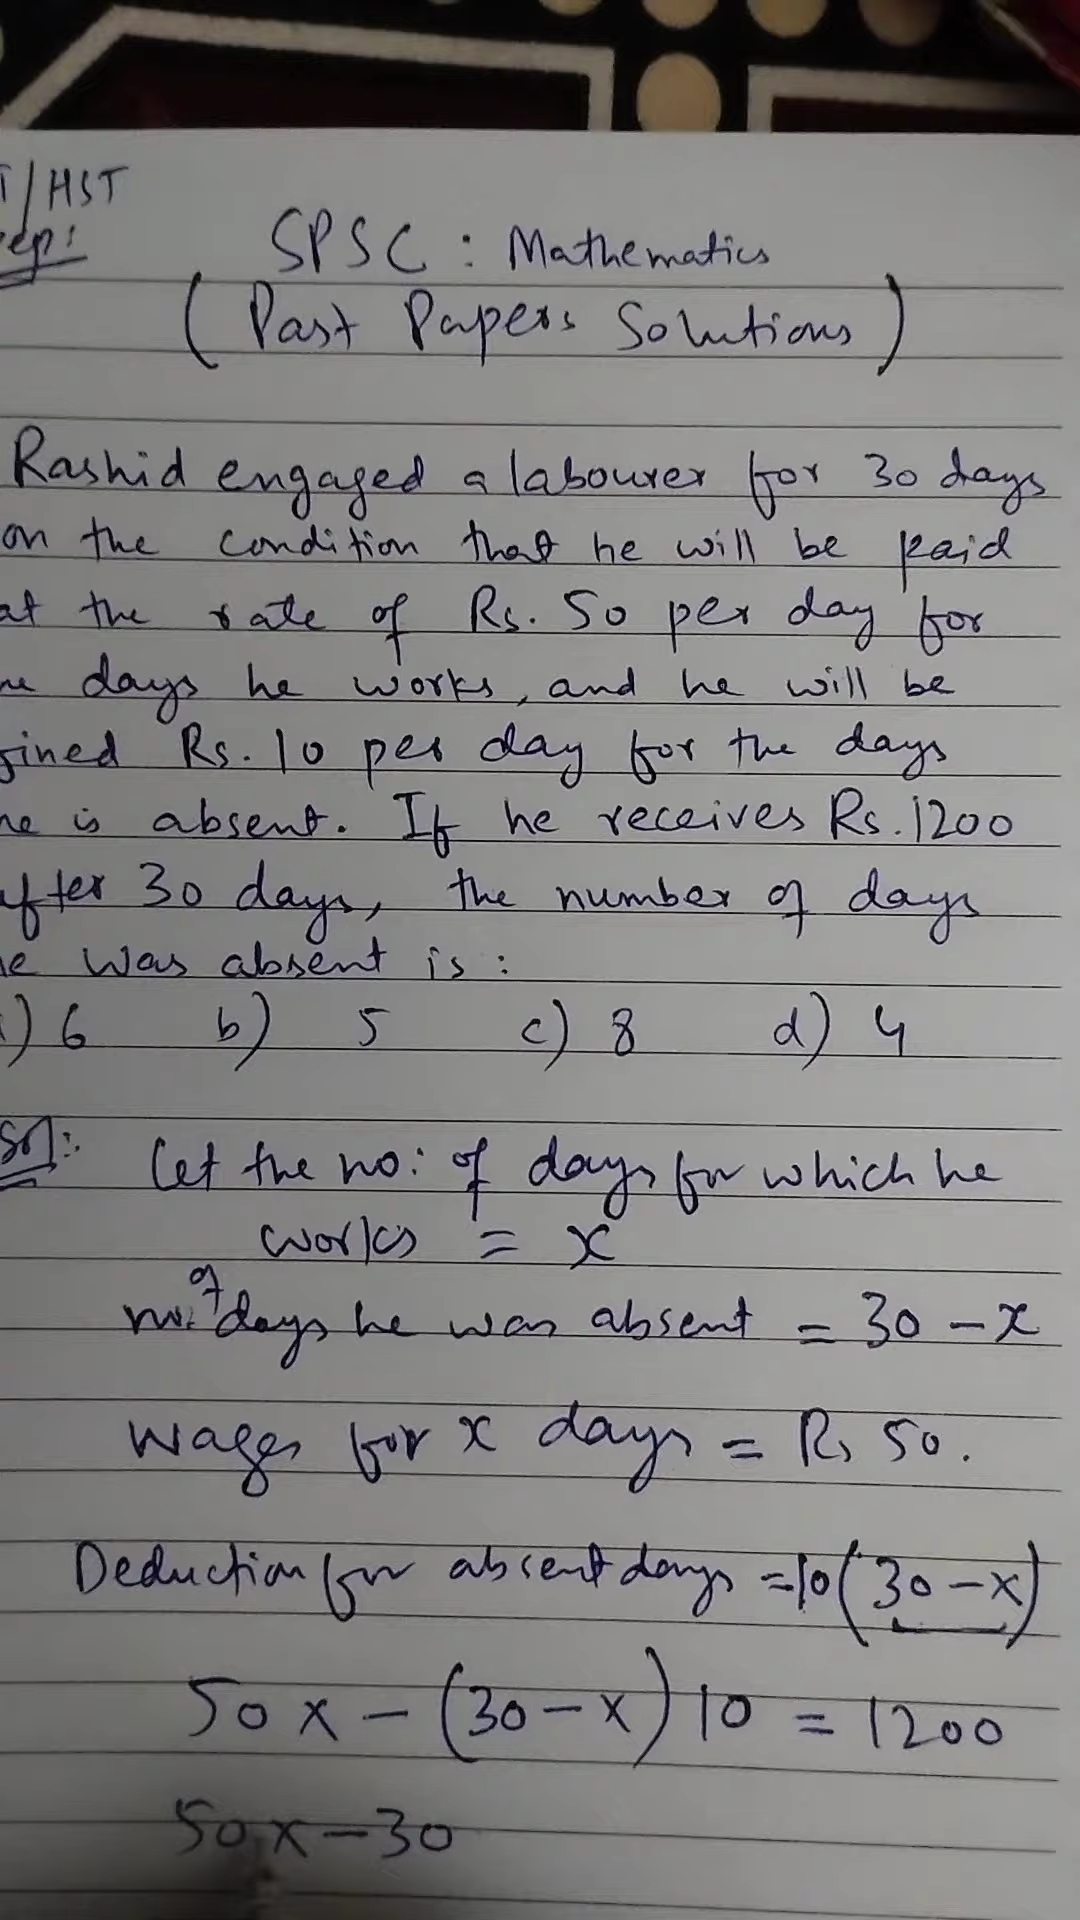 T/HST
ep:
SPSC : Mathematics
(Past Papers Solutions)
Rashid engaged a labourer for 30 days
on the condition that he will be paid
at the rate of Rs. 50 per day for
he days he works, and he will be
fined Rs. 10 per day for the days
he is absent. If he receives Rs. 1200
after 30 days, the number of days
he was absent is :
) 6 b) 5 c) 8 d) 4
Sol: Let the no: of days for which he
works = x
no: of days he was absent = 30 - x
Wages for x days = Rs 50.
Deduction for absent days = 10(30 - x)
50x - (30 - x) 10 = 1200
50x - 30